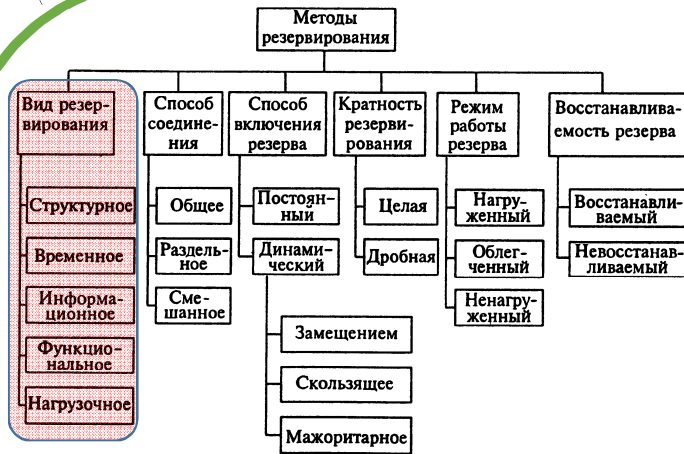 Методы
резервирования
Вид резер-
вирования
Структурное
Временное
Информа-
ционное
Функцио-
нальное
Нагрузочное
Способ
соединения
Общее
Раздель-
ное
Сме-
шанное
Способ
включения
резерва
Постоян-
ный
Динами-
ческий
Замещением
Скользящее
Мажоритарное
Кратность
резерви-
рования
Целая
Дробная
Режим
работы
резерва
Нагру-
женный
Облег-
ченный
Ненагру-
женный
Восстанавлива-
емость резерва
Восстанавли-
ваемый
Невосстанав-
ливаемый